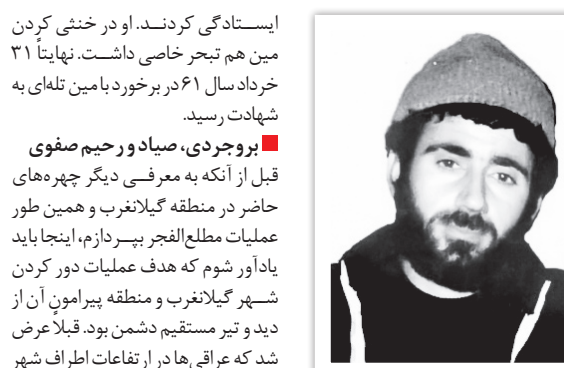 ایستادگی کردند. او در خنثی کردن
مین هم تبحر خاصی داشت. نهایتاً ۳۱
خرداد سال ۶۱ در برخورد با مین تله‌ای به
شهادت رسید.
بروجردی، صیاد و رحیم صفوی
قبل از آنکه به معرفی دیگر چهره‌های
حاضر در منطقه گیلانغرب و همین طور
عملیات مطلع‌الفجر بپردازم، اینجا باید
یادآور شوم که هدف عملیات دور کردن
شهر گیلانغرب و منطقه پیرامون آن از
دید و تیر مستقیم دشمن بود. قبلاً عرض
شد که عراقی‌ها در ارتفاعات اطراف شهر